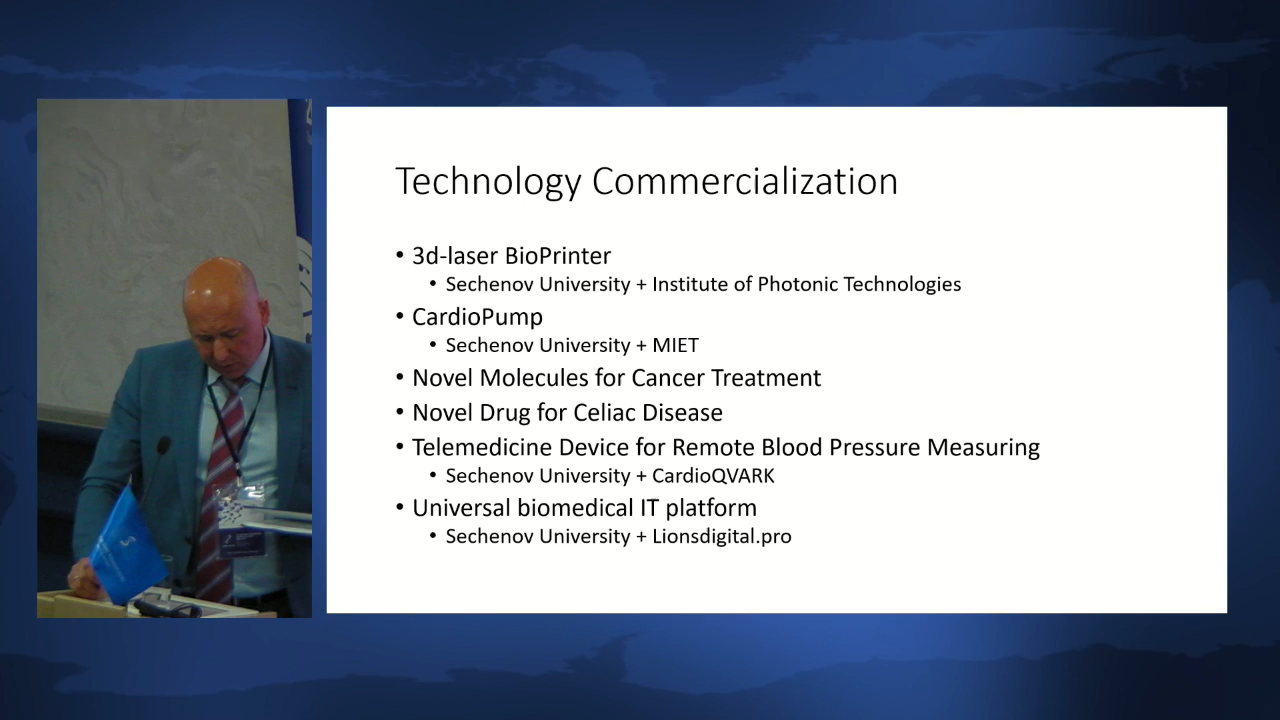 Technology Commercialization
• 3d-laser BioPrinter
• Sechenov University + Institute of Photonic Technologies
• CardioPump
• Sechenov University + MIET
• Novel Molecules for Cancer Treatment
• Novel Drug for Celiac Disease
• Telemedicine Device for Remote Blood Pressure Measuring
• Sechenov University + CardioQVARK
• Universal biomedical IT platform
• Sechenov University + Lionsdigital.pro